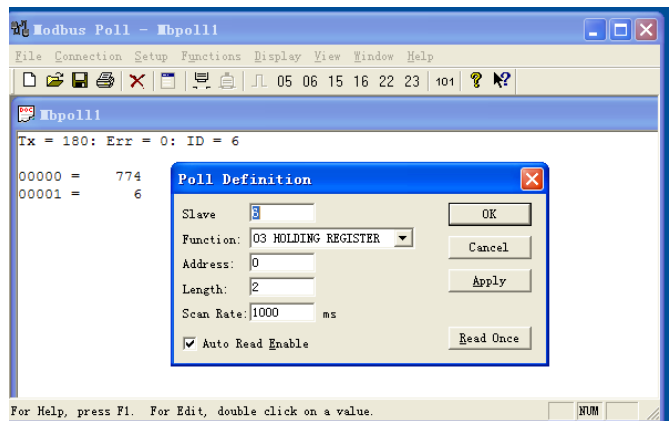 Modbus Poll - Mbpoll1
File Connection Setup Functions Display View Window Help
05 06 15 16 22 23 101
Mbpoll1
Tx = 180: Err = 0: ID = 6
00000 = 774
00001 = 6
Poll Definition
Slave
OK
Function: 03 HOLDING REGISTER
Cancel
Address: 0
Length: 2
Apply
Scan Rate: 1000 ms
Auto Read Enable
Read Once
For Help, press F1. For Edit, double click on a value.
NUM